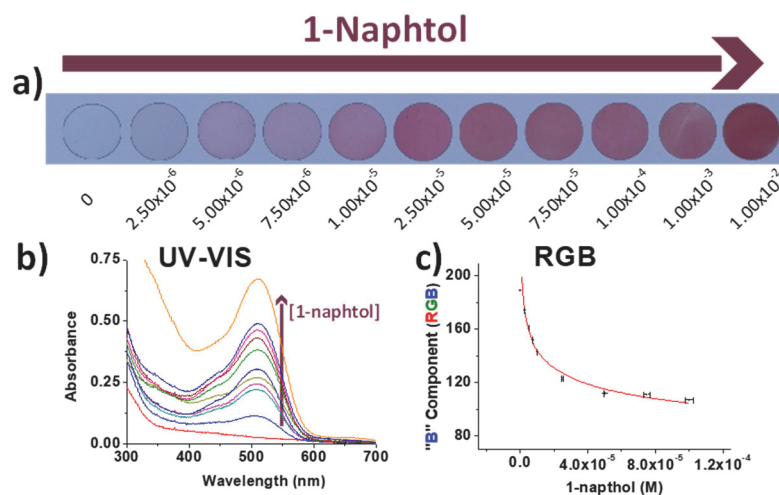 1-Naphtol
a)
0 2.50x10⁻⁶ 5.00x10⁻⁶ 7.50x10⁻⁶ 1.00x10⁻⁵ 2.50x10⁻⁵ 5.00x10⁻⁵ 7.50x10⁻⁵ 1.00x10⁻⁴ 1.00x10⁻³ 1.00x10⁻²
b) UV-VIS
0.75
0.50
0.25
0.00
Absorbance
[1-naphtol]
300 400 500 600 700
Wavelength (nm)
c) RGB
200
160
120
80
"B" Component (RGB)
0.0 4.0x10⁻⁵ 8.0x10⁻⁵ 1.2x10⁻⁴
1-napthol (M)